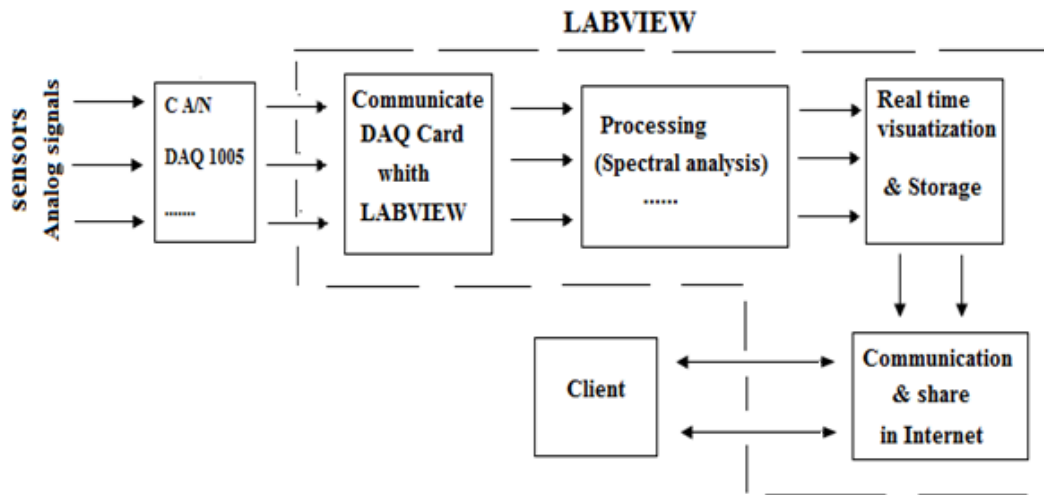 LABVIEW
sensors
Analog signals
C A/N
DAQ 1005
.......
Communicate
DAQ Card
whith
LABVIEW
Processing
(Spectral analysis)
......
Real time
visuatization
& Storage
Client
Communication
& share
in Internet